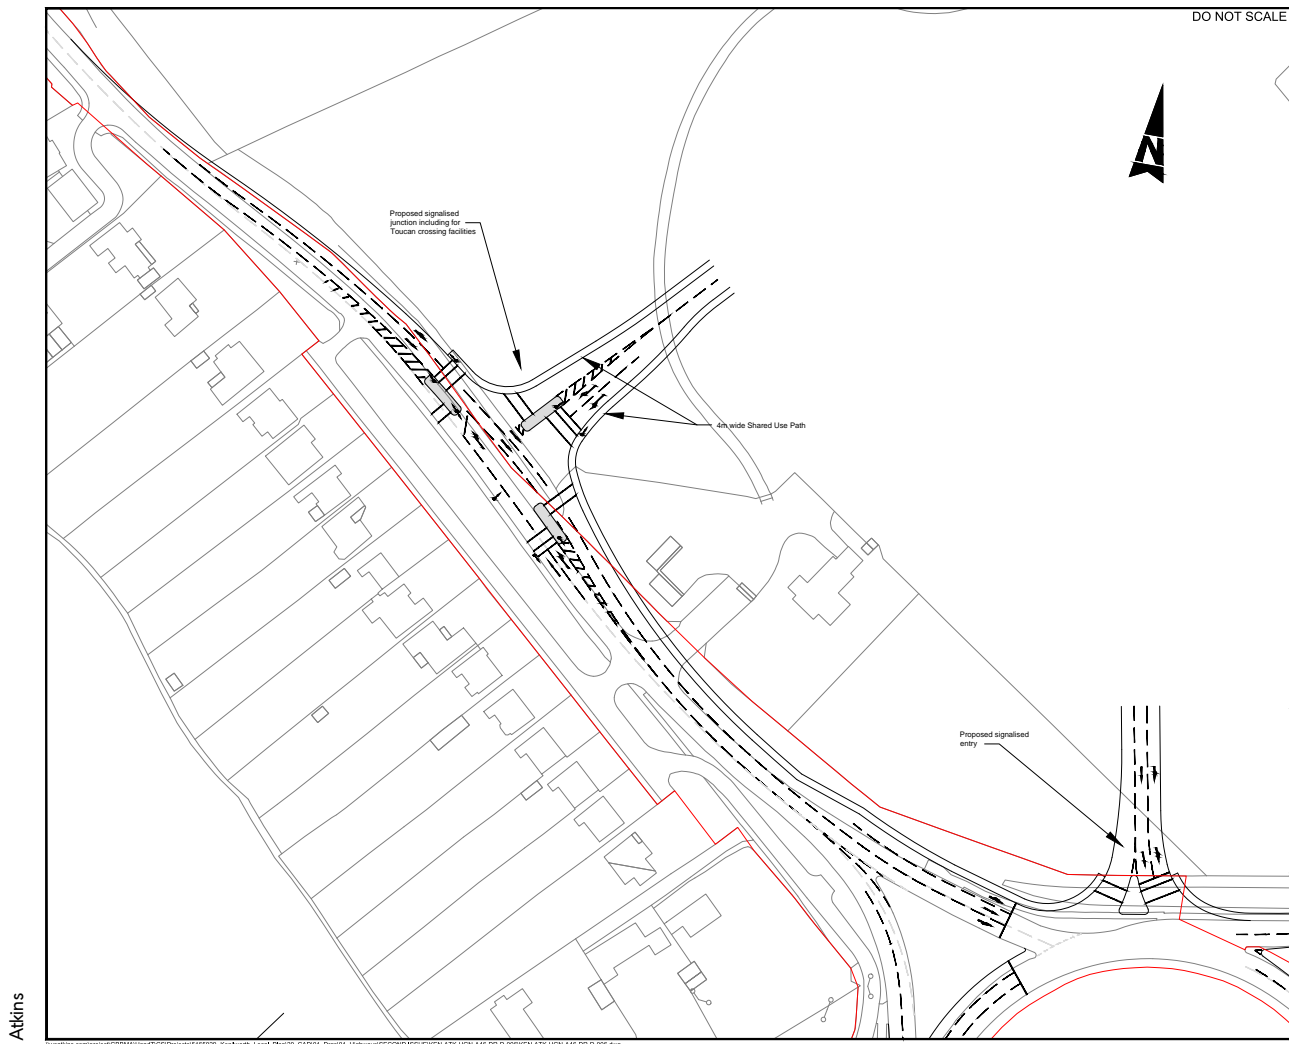 DO NOT SCALE
N
Proposed signalised
junction including for
Toucan crossing facilities
4m wide Shared Use Path
Proposed signalised
entry
Atkins